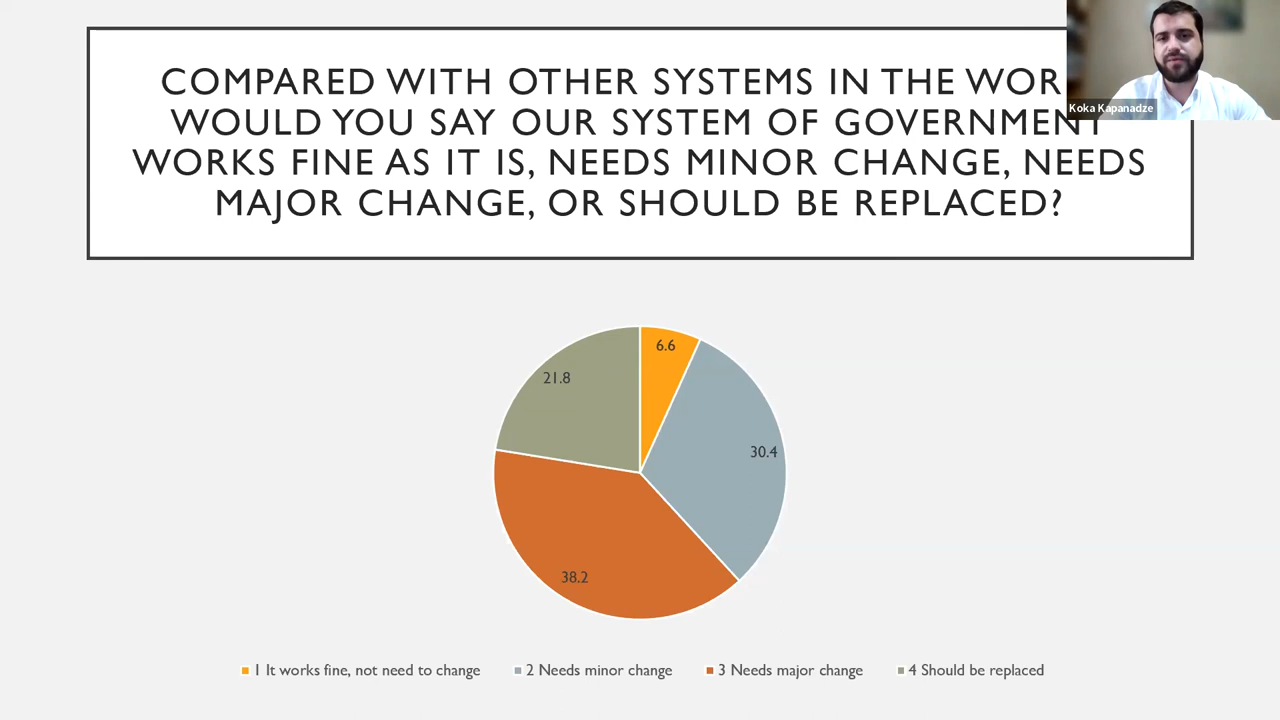 COMPARED WITH OTHER SYSTEMS IN THE WOR
WOULD YOU SAY OUR SYSTEM OF GOVERNMENT
WORKS FINE AS IT IS, NEEDS MINOR CHANGE, NEEDS
MAJOR CHANGE, OR SHOULD BE REPLACED?
Koka Kapanadze
6.6
21.8
30.4
38.2
1 It works fine, not need to change
2 Needs minor change
3 Needs major change
4 Should be replaced